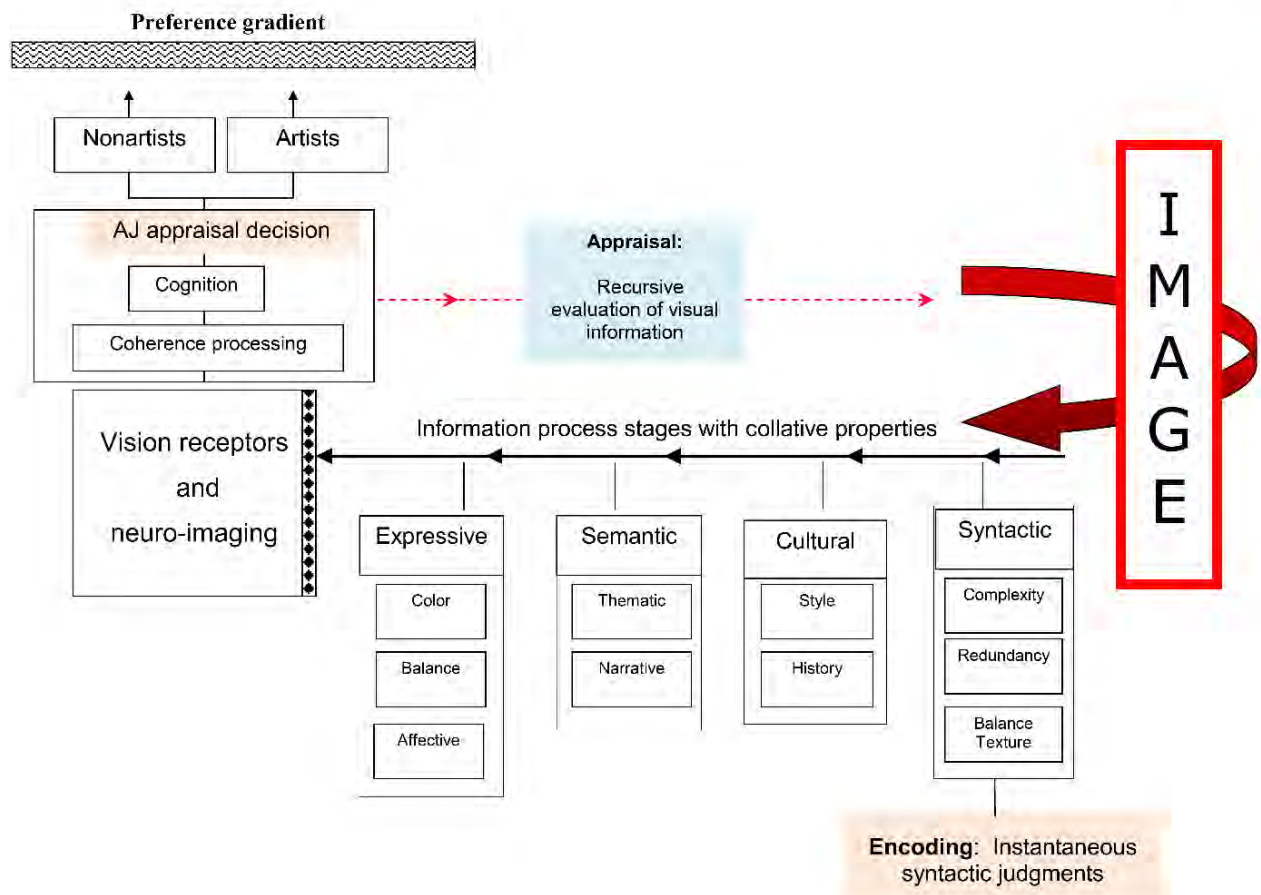 Preference gradient
Nonartists
Artists
AJ appraisal decision
Cognition
Coherence processing
Appraisal:
Recursive
evaluation of visual
information
I
M
A
G
E
Vision receptors
and
neuro-imaging
Information process stages with collative properties
Expressive
Color
Balance
Affective
Semantic
Thematic
Narrative
Cultural
Style
History
Syntactic
Complexity
Redundancy
Balance
Texture
Encoding: Instantaneous
syntactic judgments